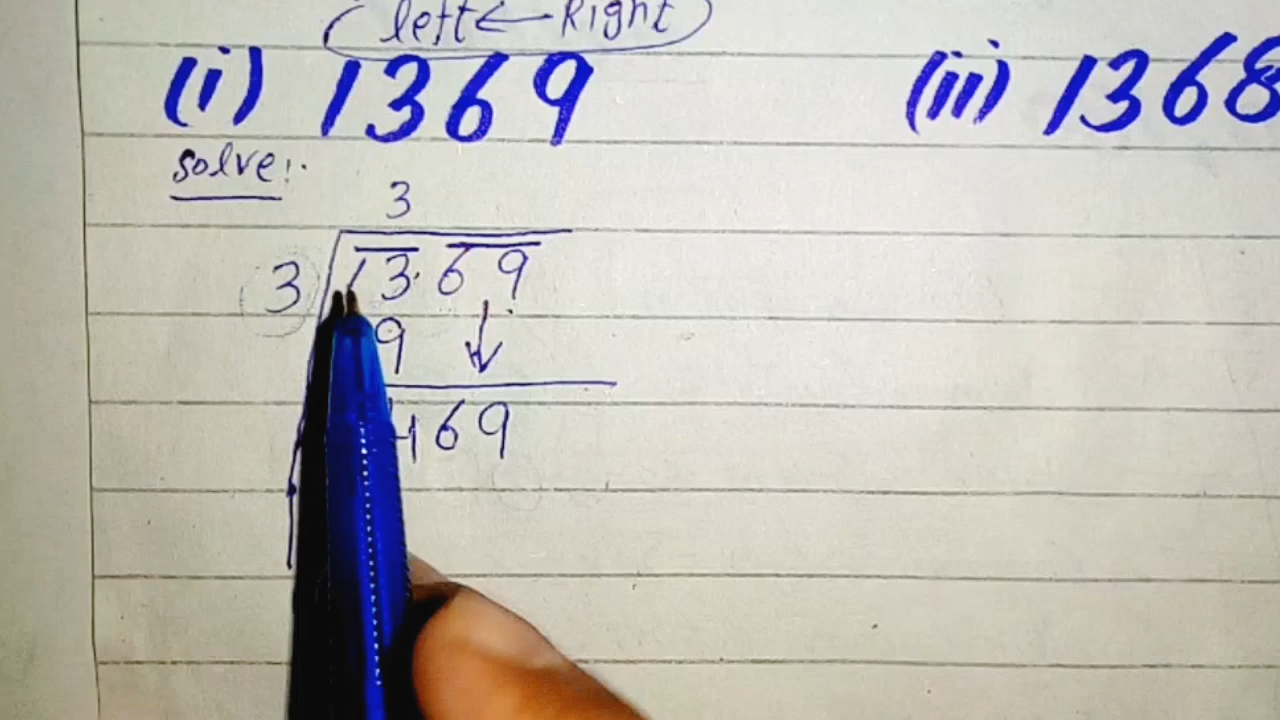 left ← Right
(i) 1369 (ii) 1368
solve:
3
3 13 69
9
469